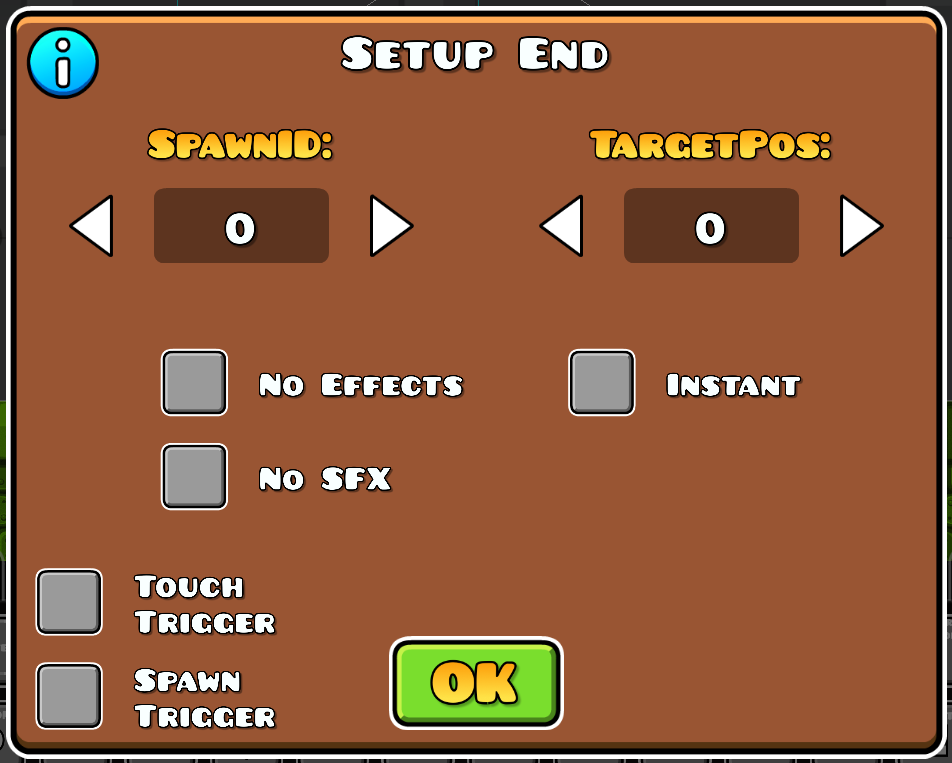 Setup End
SpawnID: TargetPos:
0 0
No Effects Instant
No SFX
Touch
Trigger
Spawn
Trigger
OK